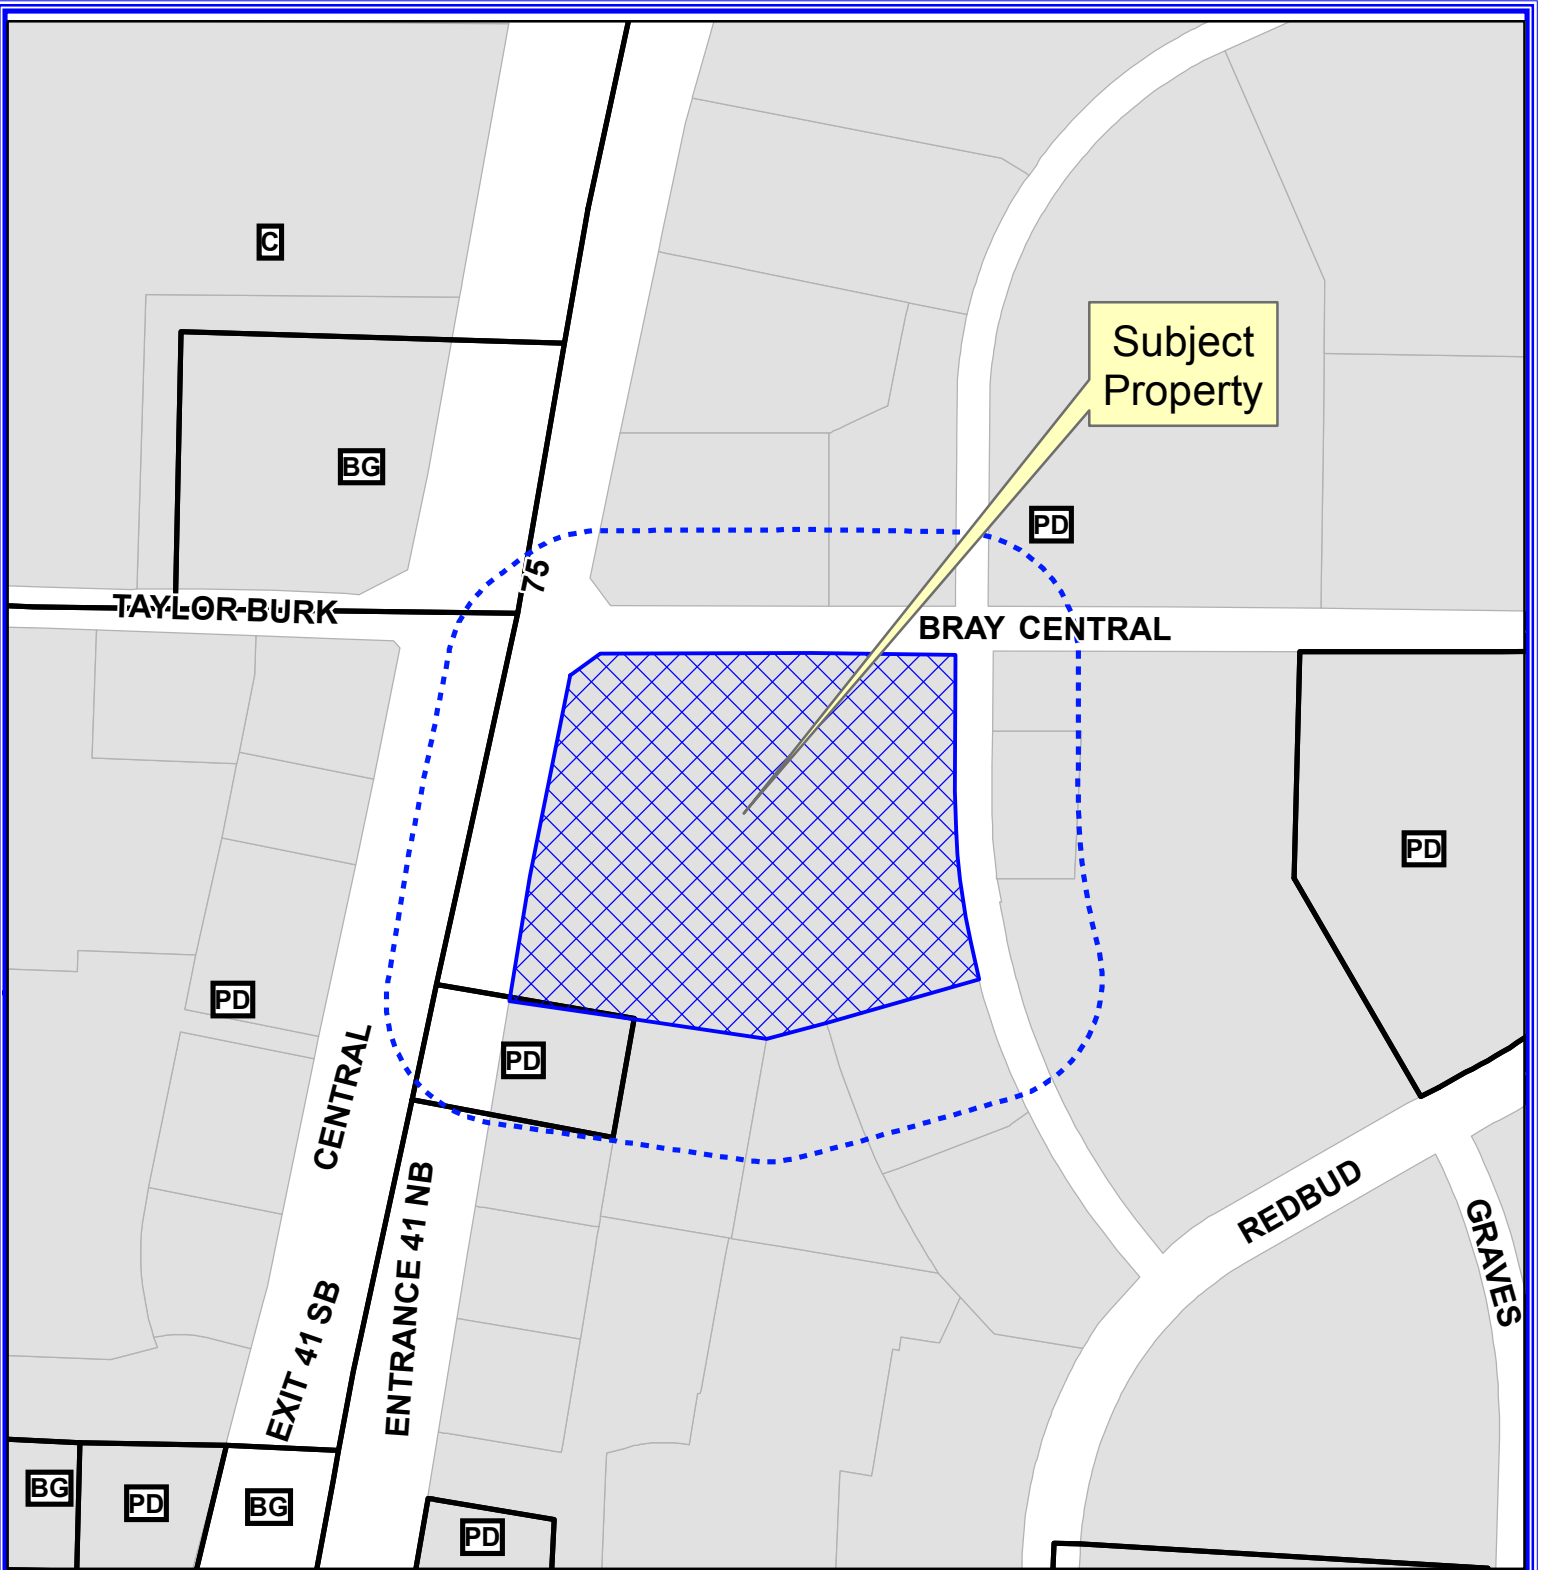 C
Subject
Property
BG
PD
75
TAYLOR BURK
BRAY CENTRAL
PD
PD
CENTRAL
PD
ENTRANCE 41 NB
REDBUD
GRAVES
EXIT 41 SB
BG
PD
BG
PD